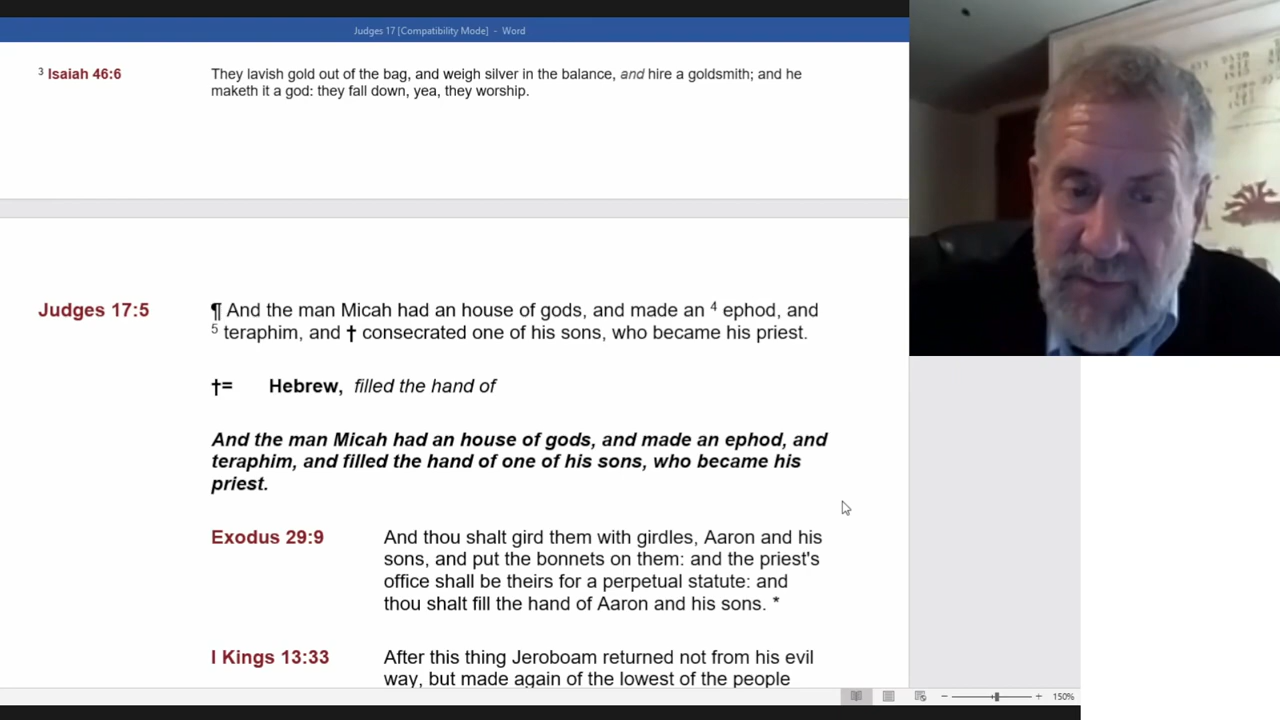 Judges 17 [Compatibility Mode] - Word
3 Isaiah 46:6 They lavish gold out of the bag, and weigh silver in the balance, and hire a goldsmith; and he
maketh it a god: they fall down, yea, they worship.
Judges 17:5 ¶ And the man Micah had an house of gods, and made an 4 ephod, and
5 teraphim, and † consecrated one of his sons, who became his priest.
†= Hebrew, filled the hand of
And the man Micah had an house of gods, and made an ephod, and
teraphim, and filled the hand of one of his sons, who became his
priest.
Exodus 29:9 And thou shalt gird them with girdles, Aaron and his
sons, and put the bonnets on them: and the priest's
office shall be theirs for a perpetual statute: and
thou shalt fill the hand of Aaron and his sons. *
I Kings 13:33 After this thing Jeroboam returned not from his evil
way, but made again of the lowest of the people
150%